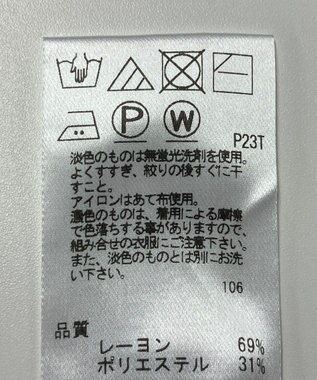 P W
P23T
淡色のものは無蛍光洗剤を使用。
よくすすぎ、絞りの後すぐに干
すこと。
アイロンはあて布使用。
濃色のものは、着用による摩擦
で色落ちする事がありますので、
組み合せの衣服にご注意下さい。
また、淡色のものとは別にお洗
い下さい。
106
品質
レーヨン 69%
ポリエステル 31%